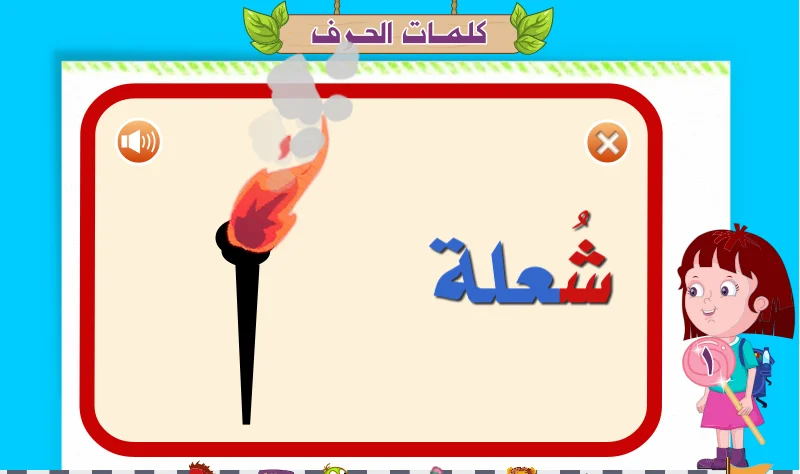 كلمات الحرف
شُعلة
١